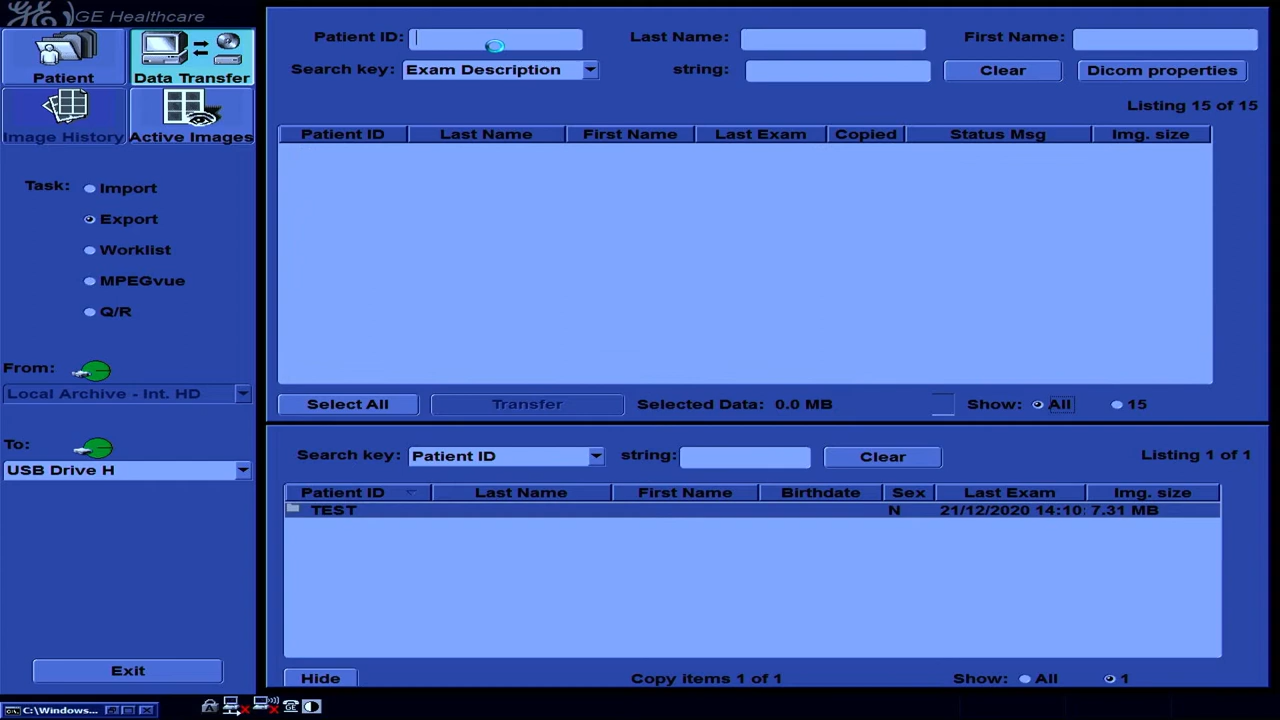 GE Healthcare
Patient
Data Transfer
Image History
Active Images
Task:
Import
Export
Worklist
MPEGvue
Q/R
From:
Local Archive - Int. HD
To:
USB Drive H
Exit
C:\Windows...
Patient ID:
Last Name:
First Name:
Search key:
Exam Description
string:
Clear
Dicom properties
Listing 15 of 15
Patient ID Last Name First Name Last Exam Copied Status Msg Img. size
Select All
Transfer
Selected Data: 0.0 MB
Show: All 15
Search key:
Patient ID
string:
Clear
Listing 1 of 1
Patient ID Last Name First Name Birthdate Sex Last Exam Img. size
TEST N 21/12/2020 14:10: 7.31 MB
Hide
Copy items 1 of 1
Show: All 1